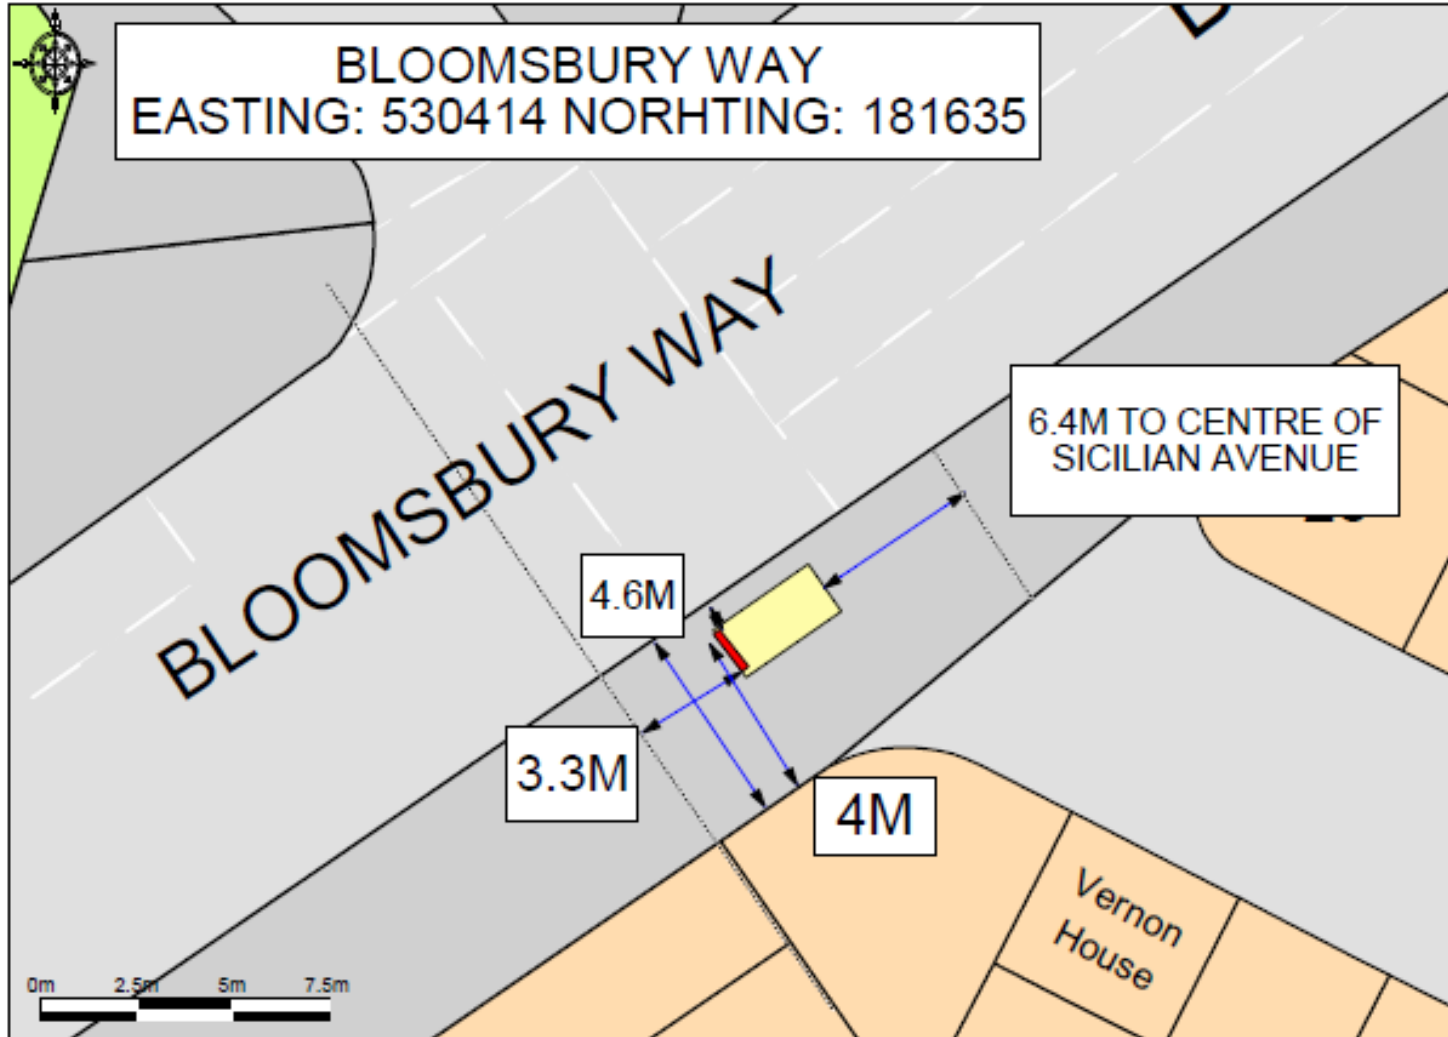 BLOOMSBURY WAY
EASTING: 530414 NORHTING: 181635
BLOOMSBURY WAY
6.4M TO CENTRE OF
SICILIAN AVENUE
4.6M
3.3M
4M
Vernon
House
0m 2.5m 5m 7.5m